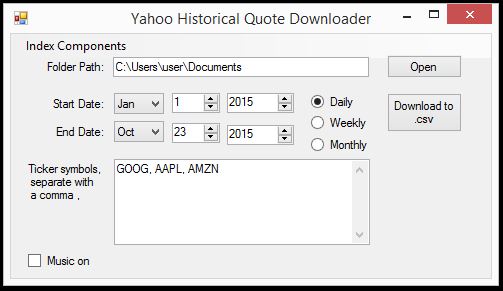 Yahoo Historical Quote Downloader
Index Components
Folder Path: C:\Users\user\Documents Open
Start Date: Jan 1 2015 Daily
Download to .csv
Weekly
End Date: Oct 23 2015
Monthly
Ticker symbols, separate with a comma ,
GOOG, AAPL, AMZN
Music on